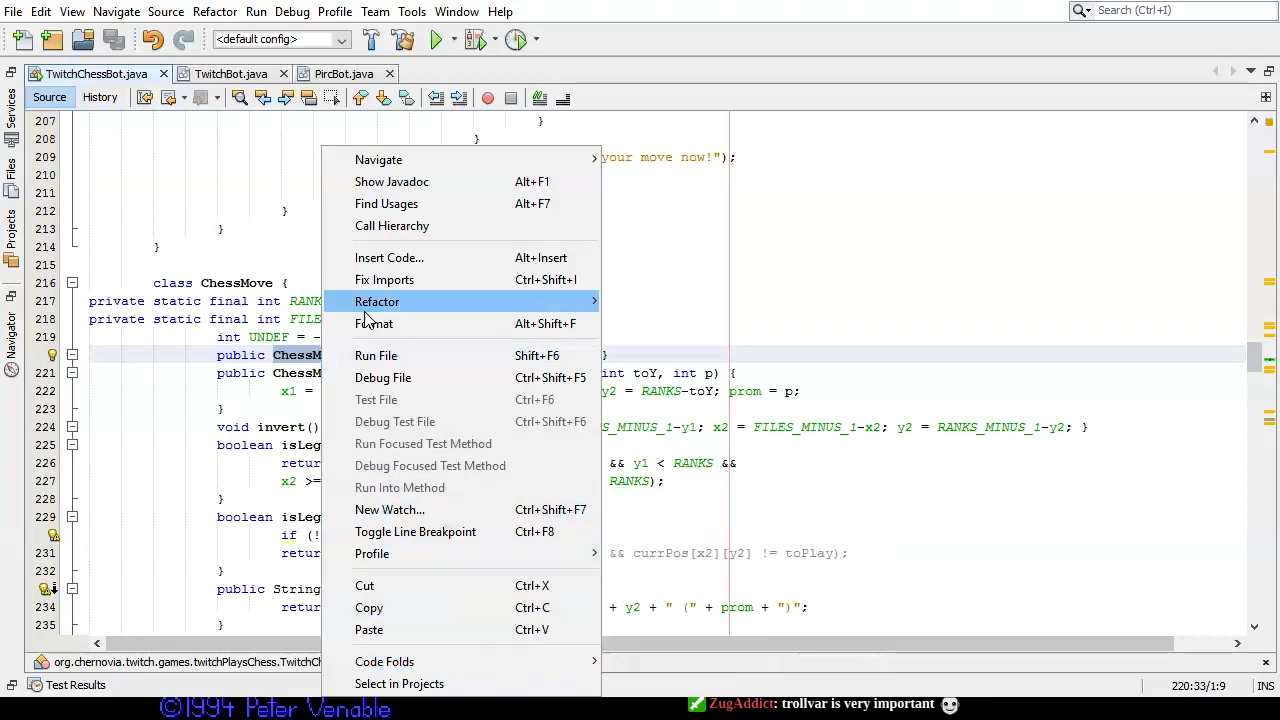 File Edit View Navigate Source Refactor Run Debug Profile Team Tools Window Help
Search (Ctrl+I)
<default config>
TwitchChessBot.java TwitchBot.java PircBot.java
Source History
Services
Files
Projects
Navigator
207 }
208 }
209 your move now!");
210
211
212 }
213 }
214 }
215
216 class ChessMove {
217 private static final int RANK
218 private static final int FILES
219 int UNDEF = -
public ChessM }
221 public ChessM int toY, int p) {
222 x1 = y2 = RANKS-toY; prom = p;
223 }
224 void invert() S_MINUS_1-y1; x2 = FILES_MINUS_1-x2; y2 = RANKS_MINUS_1-y2; }
225 boolean isLeg
226 retur && y1 < RANKS &&
227 x2 >= RANKS);
228 }
229 boolean isLeg
if (!
231 retur && currPos[x2][y2] != toPlay);
232 }
public String
234 retur + y2 + " (" + prom + ")";
235 }
Navigate
Show Javadoc Alt+F1
Find Usages Alt+F7
Call Hierarchy
Insert Code... Alt+Insert
Fix Imports Ctrl+Shift+I
Refactor
Format Alt+Shift+F
Run File Shift+F6
Debug File Ctrl+Shift+F5
Test File Ctrl+F6
Debug Test File Ctrl+Shift+F6
Run Focused Test Method
Debug Focused Test Method
Run Into Method
New Watch... Ctrl+Shift+F7
Toggle Line Breakpoint Ctrl+F8
Profile
Cut Ctrl+X
Copy Ctrl+C
Paste Ctrl+V
Code Folds
Select in Projects
org.chernovia.twitch.games.twitchPlaysChess.TwitchCh
Test Results
220:33/1:9 INS
©1994 Peter Venable
ZugAddict: trollvar is very important